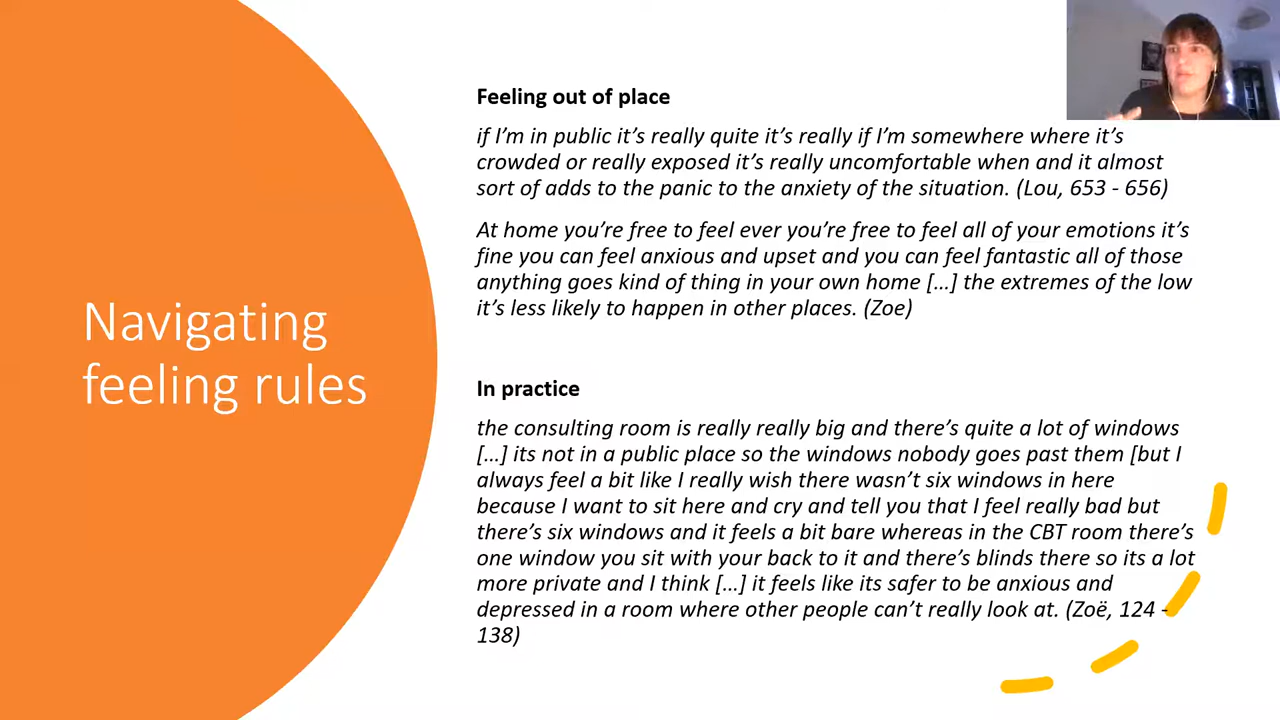 Navigating
feeling rules
Feeling out of place
if I’m in public it’s really quite it’s really if I’m somewhere where it’s
crowded or really exposed it’s really uncomfortable when and it almost
sort of adds to the panic to the anxiety of the situation. (Lou, 653 - 656)
At home you’re free to feel ever you’re free to feel all of your emotions it’s
fine you can feel anxious and upset and you can feel fantastic all of those
anything goes kind of thing in your own home […] the extremes of the low
it’s less likely to happen in other places. (Zoe)
In practice
the consulting room is really really big and there’s quite a lot of windows
[…] its not in a public place so the windows nobody goes past them [but I
always feel a bit like I really wish there wasn’t six windows in here
because I want to sit here and cry and tell you that I feel really bad but
there’s six windows and it feels a bit bare whereas in the CBT room there’s
one window you sit with your back to it and there’s blinds there so its a lot
more private and I think […] it feels like its safer to be anxious and
depressed in a room where other people can’t really look at. (Zoë, 124 -
138)